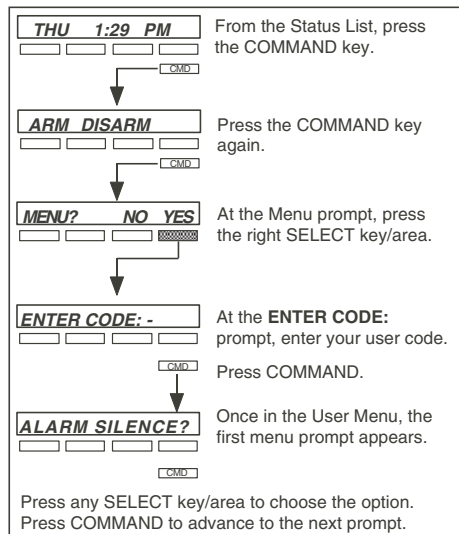 THU 1:29 PM
From the Status List, press
the COMMAND key.
CMD
ARM DISARM
Press the COMMAND key
again.
CMD
MENU? NO YES
At the Menu prompt, press
the right SELECT key/area.
ENTER CODE: -
At the ENTER CODE:
prompt, enter your user code.
CMD
Press COMMAND.
ALARM SILENCE?
Once in the User Menu, the
first menu prompt appears.
CMD
Press any SELECT key/area to choose the option.
Press COMMAND to advance to the next prompt.